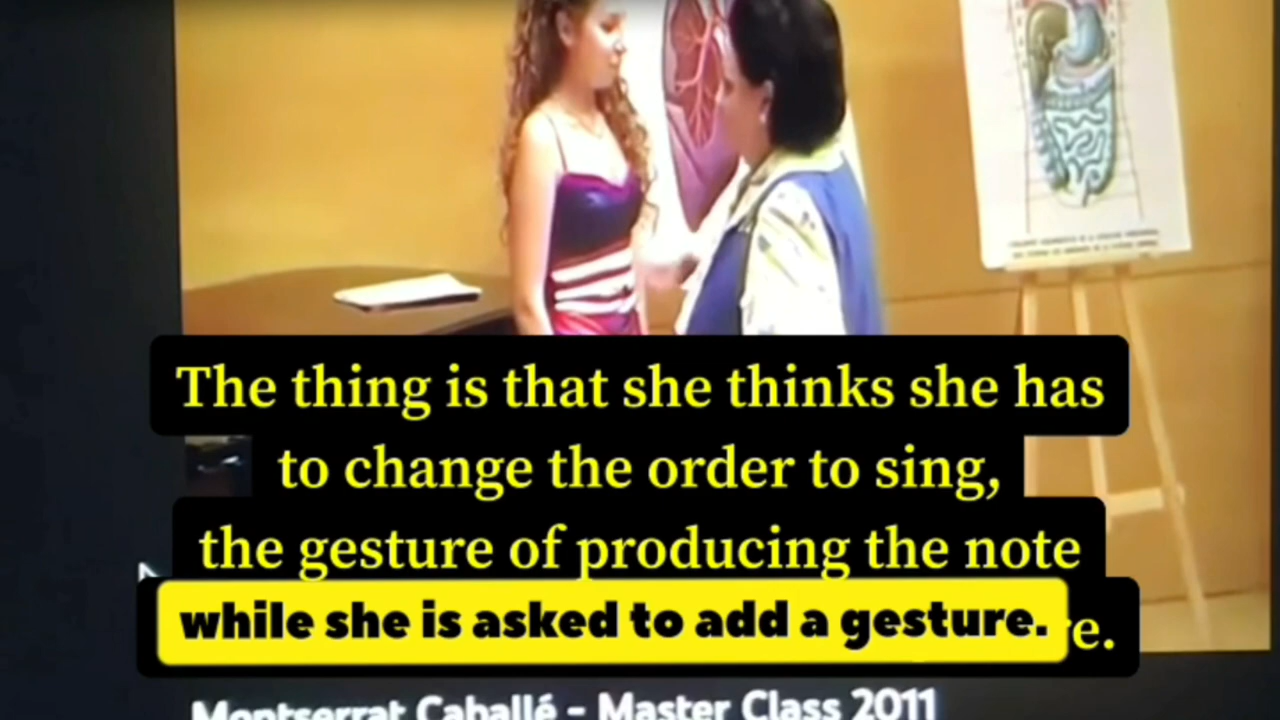 The thing is that she thinks she has
to change the order to sing,
the gesture of producing the note
while she is asked to add a gesture.
Montserrat Caballé - Master Class 2011